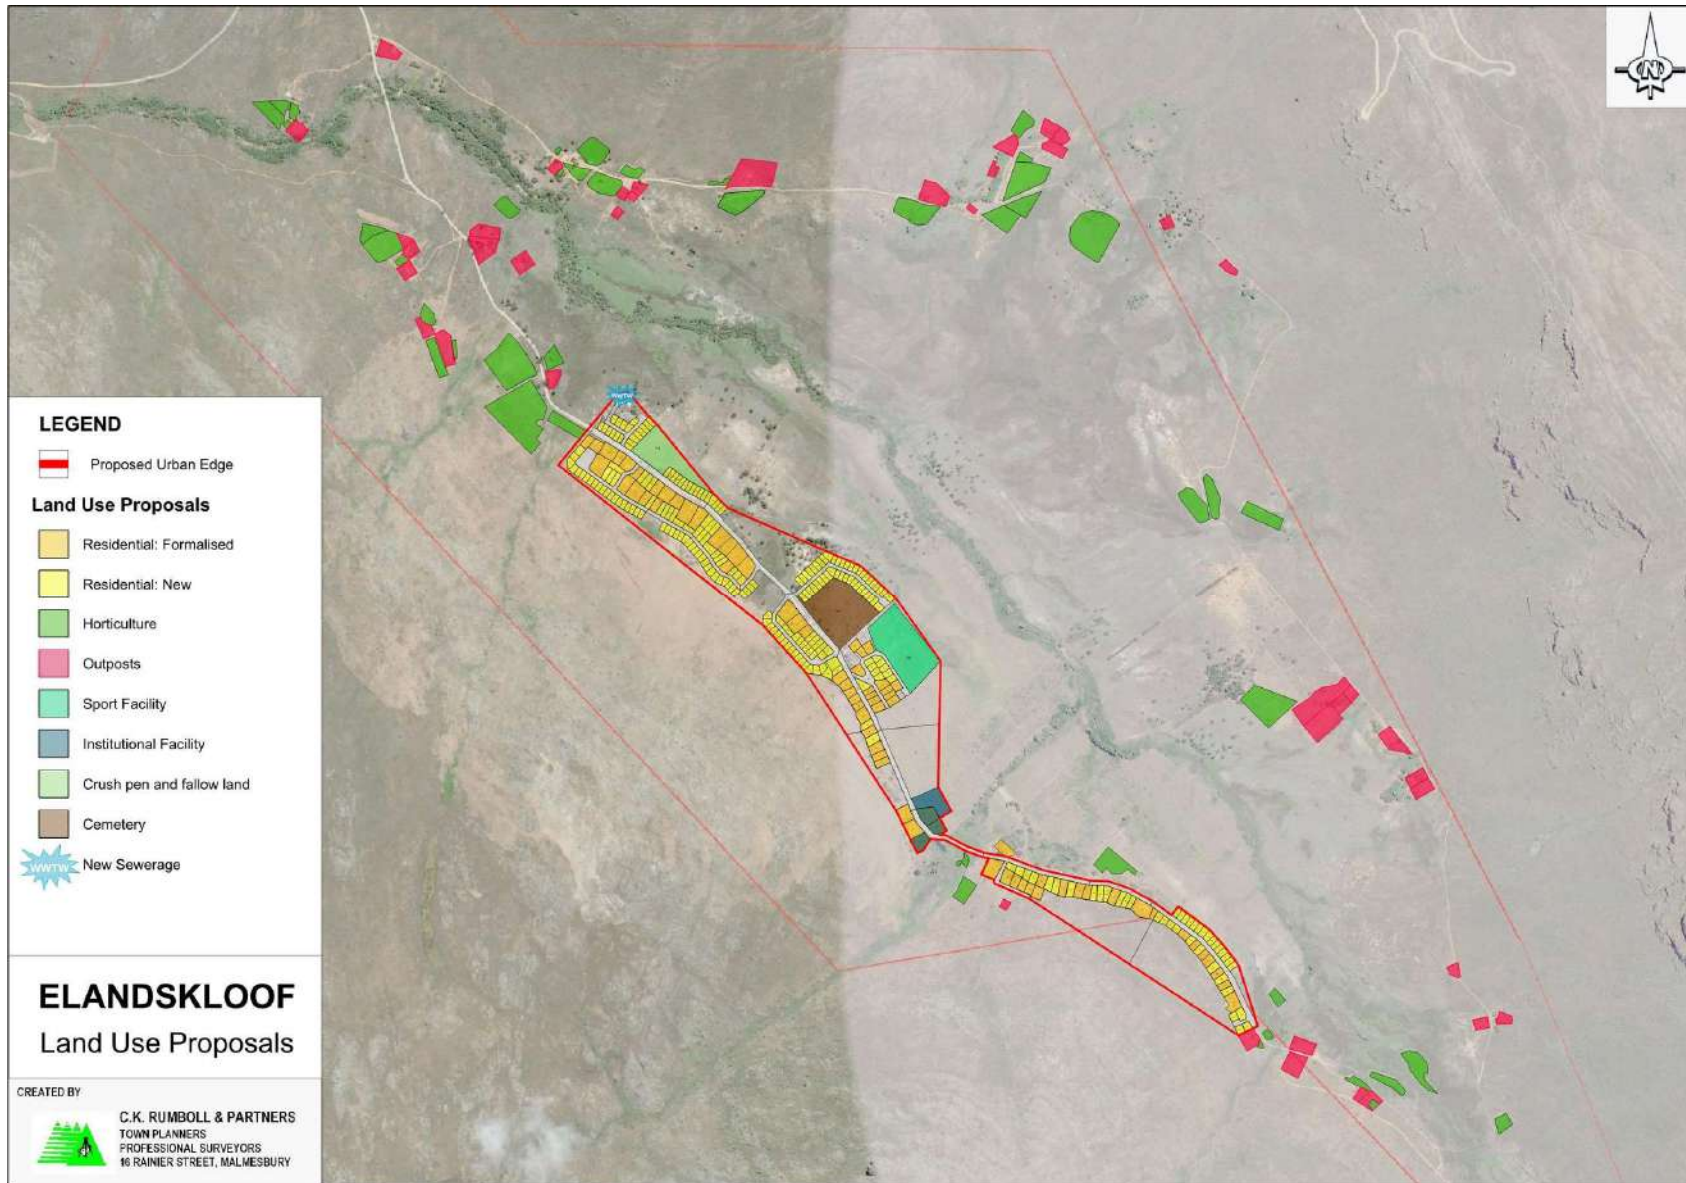 N
WWTW
LEGEND
Proposed Urban Edge
Land Use Proposals
Residential: Formalised
Residential: New
Horticulture
Outposts
Sport Facility
Institutional Facility
Crush pen and fallow land
Cemetery
WWTW New Sewerage
ELANDSKLOOF
Land Use Proposals
CREATED BY
C.K. RUMBOLL & PARTNERS
TOWN PLANNERS
PROFESSIONAL SURVEYORS
16 RAINIER STREET, MALMESBURY